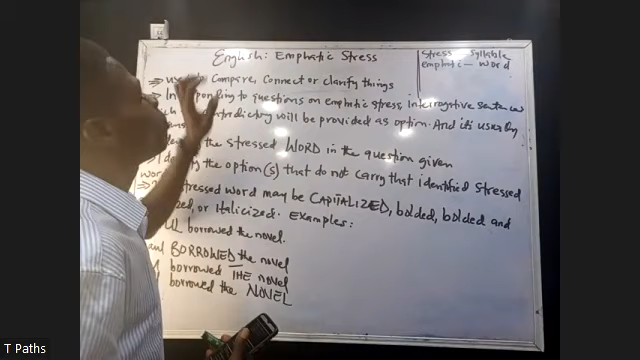 English: Emphatic Stress
Stress - Syllable
emphatic - word
⇒ used to Compare, Connect or clarify things
⇒ In responding to questions on emphatic stress, Interrogative sentences
will be provided as option. And it's used by
the stressed WORD in the question given
the option(s) that do not carry that identified stressed
word
stressed word may be CAPITALIZED, bolded, bolded and
or Italicized. Examples:
borrowed the novel.
BORROWED the novel
borrowed THE novel
borrowed the NOVEL
T Paths